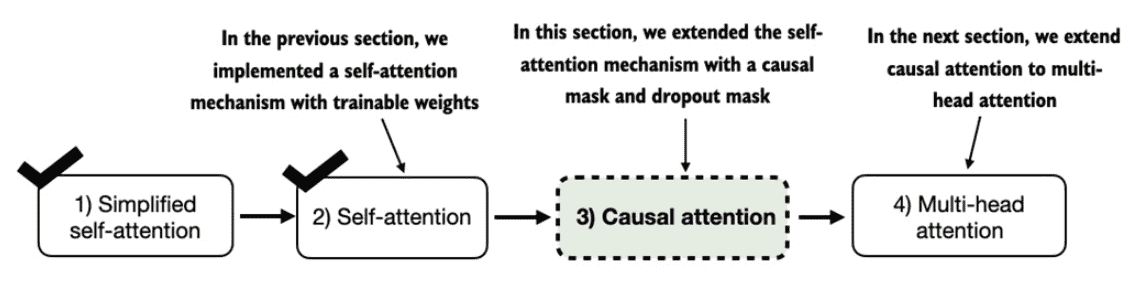 In the previous section, we
implemented a self-attention
mechanism with trainable weights
In this section, we extended the self-
attention mechanism with a causal
mask and dropout mask
In the next section, we extend
causal attention to multi-
head attention
1) Simplified
self-attention
2) Self-attention
3) Causal attention
4) Multi-head
attention